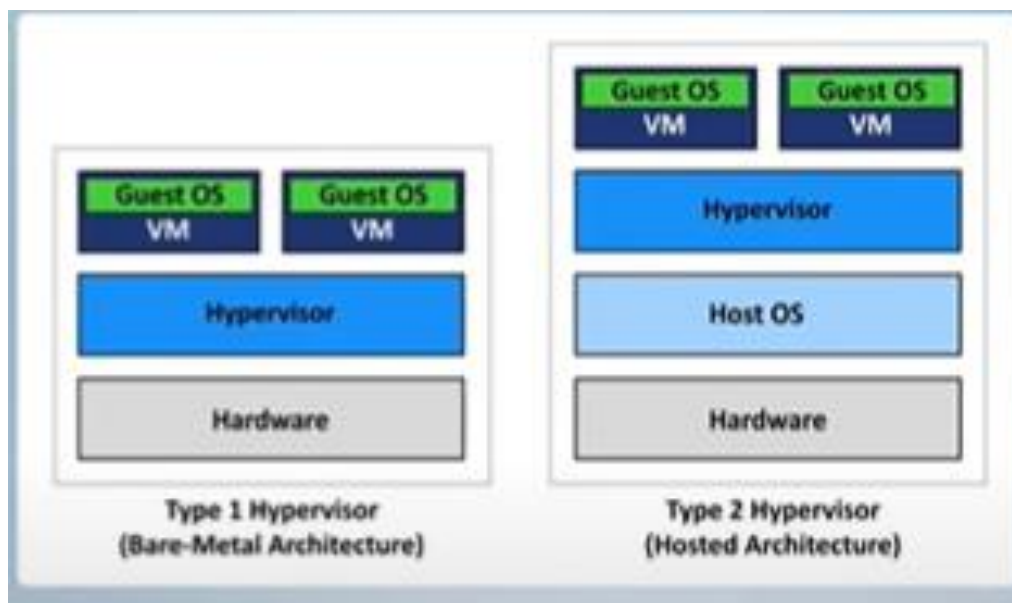 Guest OS
VM
Guest OS
VM
Hypervisor
Hardware
Type 1 Hypervisor
(Bare-Metal Architecture)
Guest OS
VM
Guest OS
VM
Hypervisor
Host OS
Hardware
Type 2 Hypervisor
(Hosted Architecture)